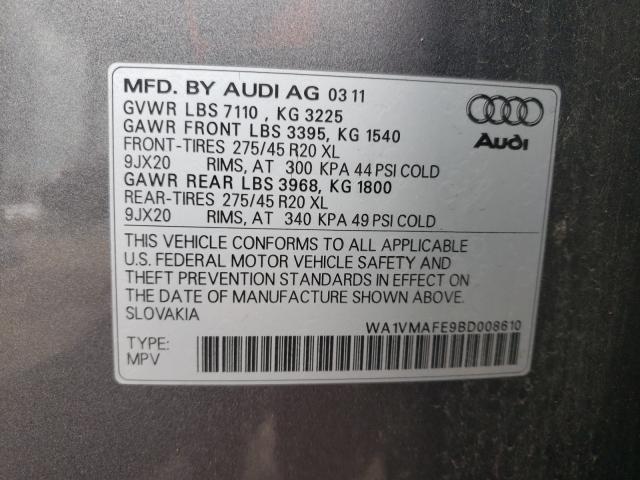 MFD. BY AUDI AG 03 11
GVWR LBS 7110 , KG 3225
GAWR FRONT LBS 3395, KG 1540
FRONT-TIRES 275/45 R20 XL
9JX20 RIMS, AT 300 KPA 44 PSI COLD
GAWR REAR LBS 3968, KG 1800
REAR-TIRES 275/45 R20 XL
9JX20 RIMS, AT 340 KPA 49 PSI COLD
Audi
THIS VEHICLE CONFORMS TO ALL APPLICABLE
U.S. FEDERAL MOTOR VEHICLE SAFETY AND
THEFT PREVENTION STANDARDS IN EFFECT ON
THE DATE OF MANUFACTURE SHOWN ABOVE.
SLOVAKIA
WA1VMAFE9BD008610
TYPE:
MPV